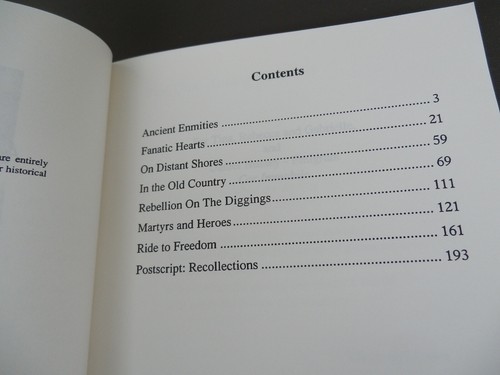 are entirely
r historical
Contents
Ancient Enmities ........ 3
Fanatic Hearts ........ 21
On Distant Shores ........ 59
In the Old Country ........ 69
Rebellion On The Diggings ........ 111
Martyrs and Heroes ........ 121
Ride to Freedom ........ 161
Postscript: Recollections ........ 193